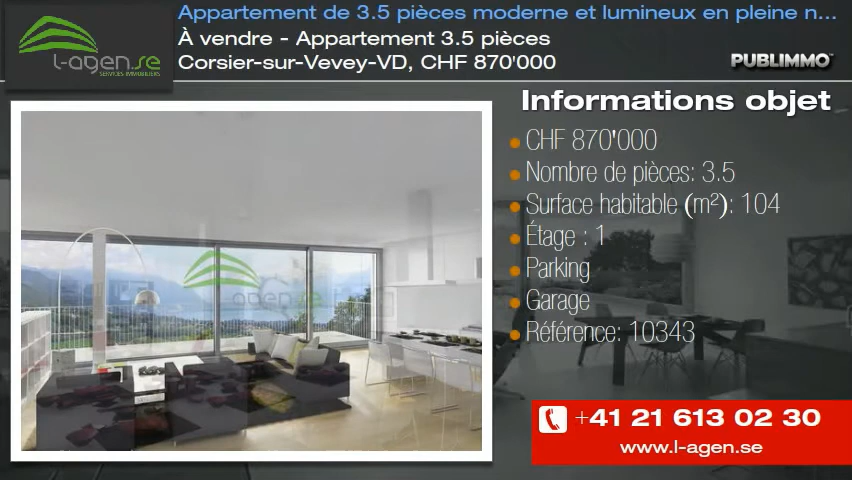 Appartement de 3.5 pièces moderne et lumineux en pleine n...
À vendre - Appartement 3.5 pièces
Corsier-sur-Vevey-VD, CHF 870'000
l-agen.se
SERVICES IMMOBILIERS
PUBLIMMO
Informations objet
CHF 870'000
Nombre de pièces: 3.5
Surface habitable (m²): 104
Étage : 1
Parking
Garage
Référence: 10343
agen.se
+41 21 613 02 30
www.l-agen.se